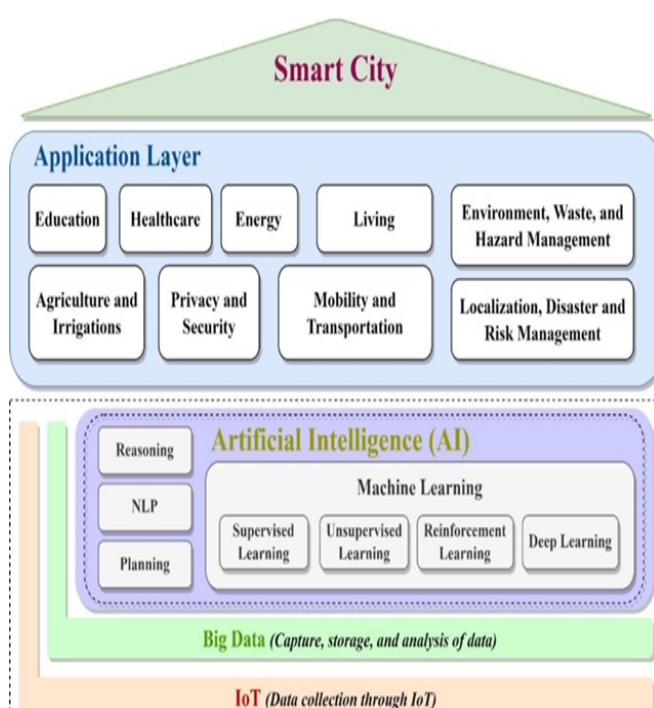 Smart City
Application Layer
Education
Healthcare
Energy
Living
Environment, Waste, and
Hazard Management
Agriculture and
Irrigations
Privacy and
Security
Mobility and
Transportation
Localization, Disaster and
Risk Management
Artificial Intelligence (AI)
Reasoning
NLP
Planning
Machine Learning
Supervised
Learning
Unsupervised
Learning
Reinforcement
Learning
Deep Learning
Big Data (Capture, storage, and analysis of data)
IoT (Data collection through IoT)